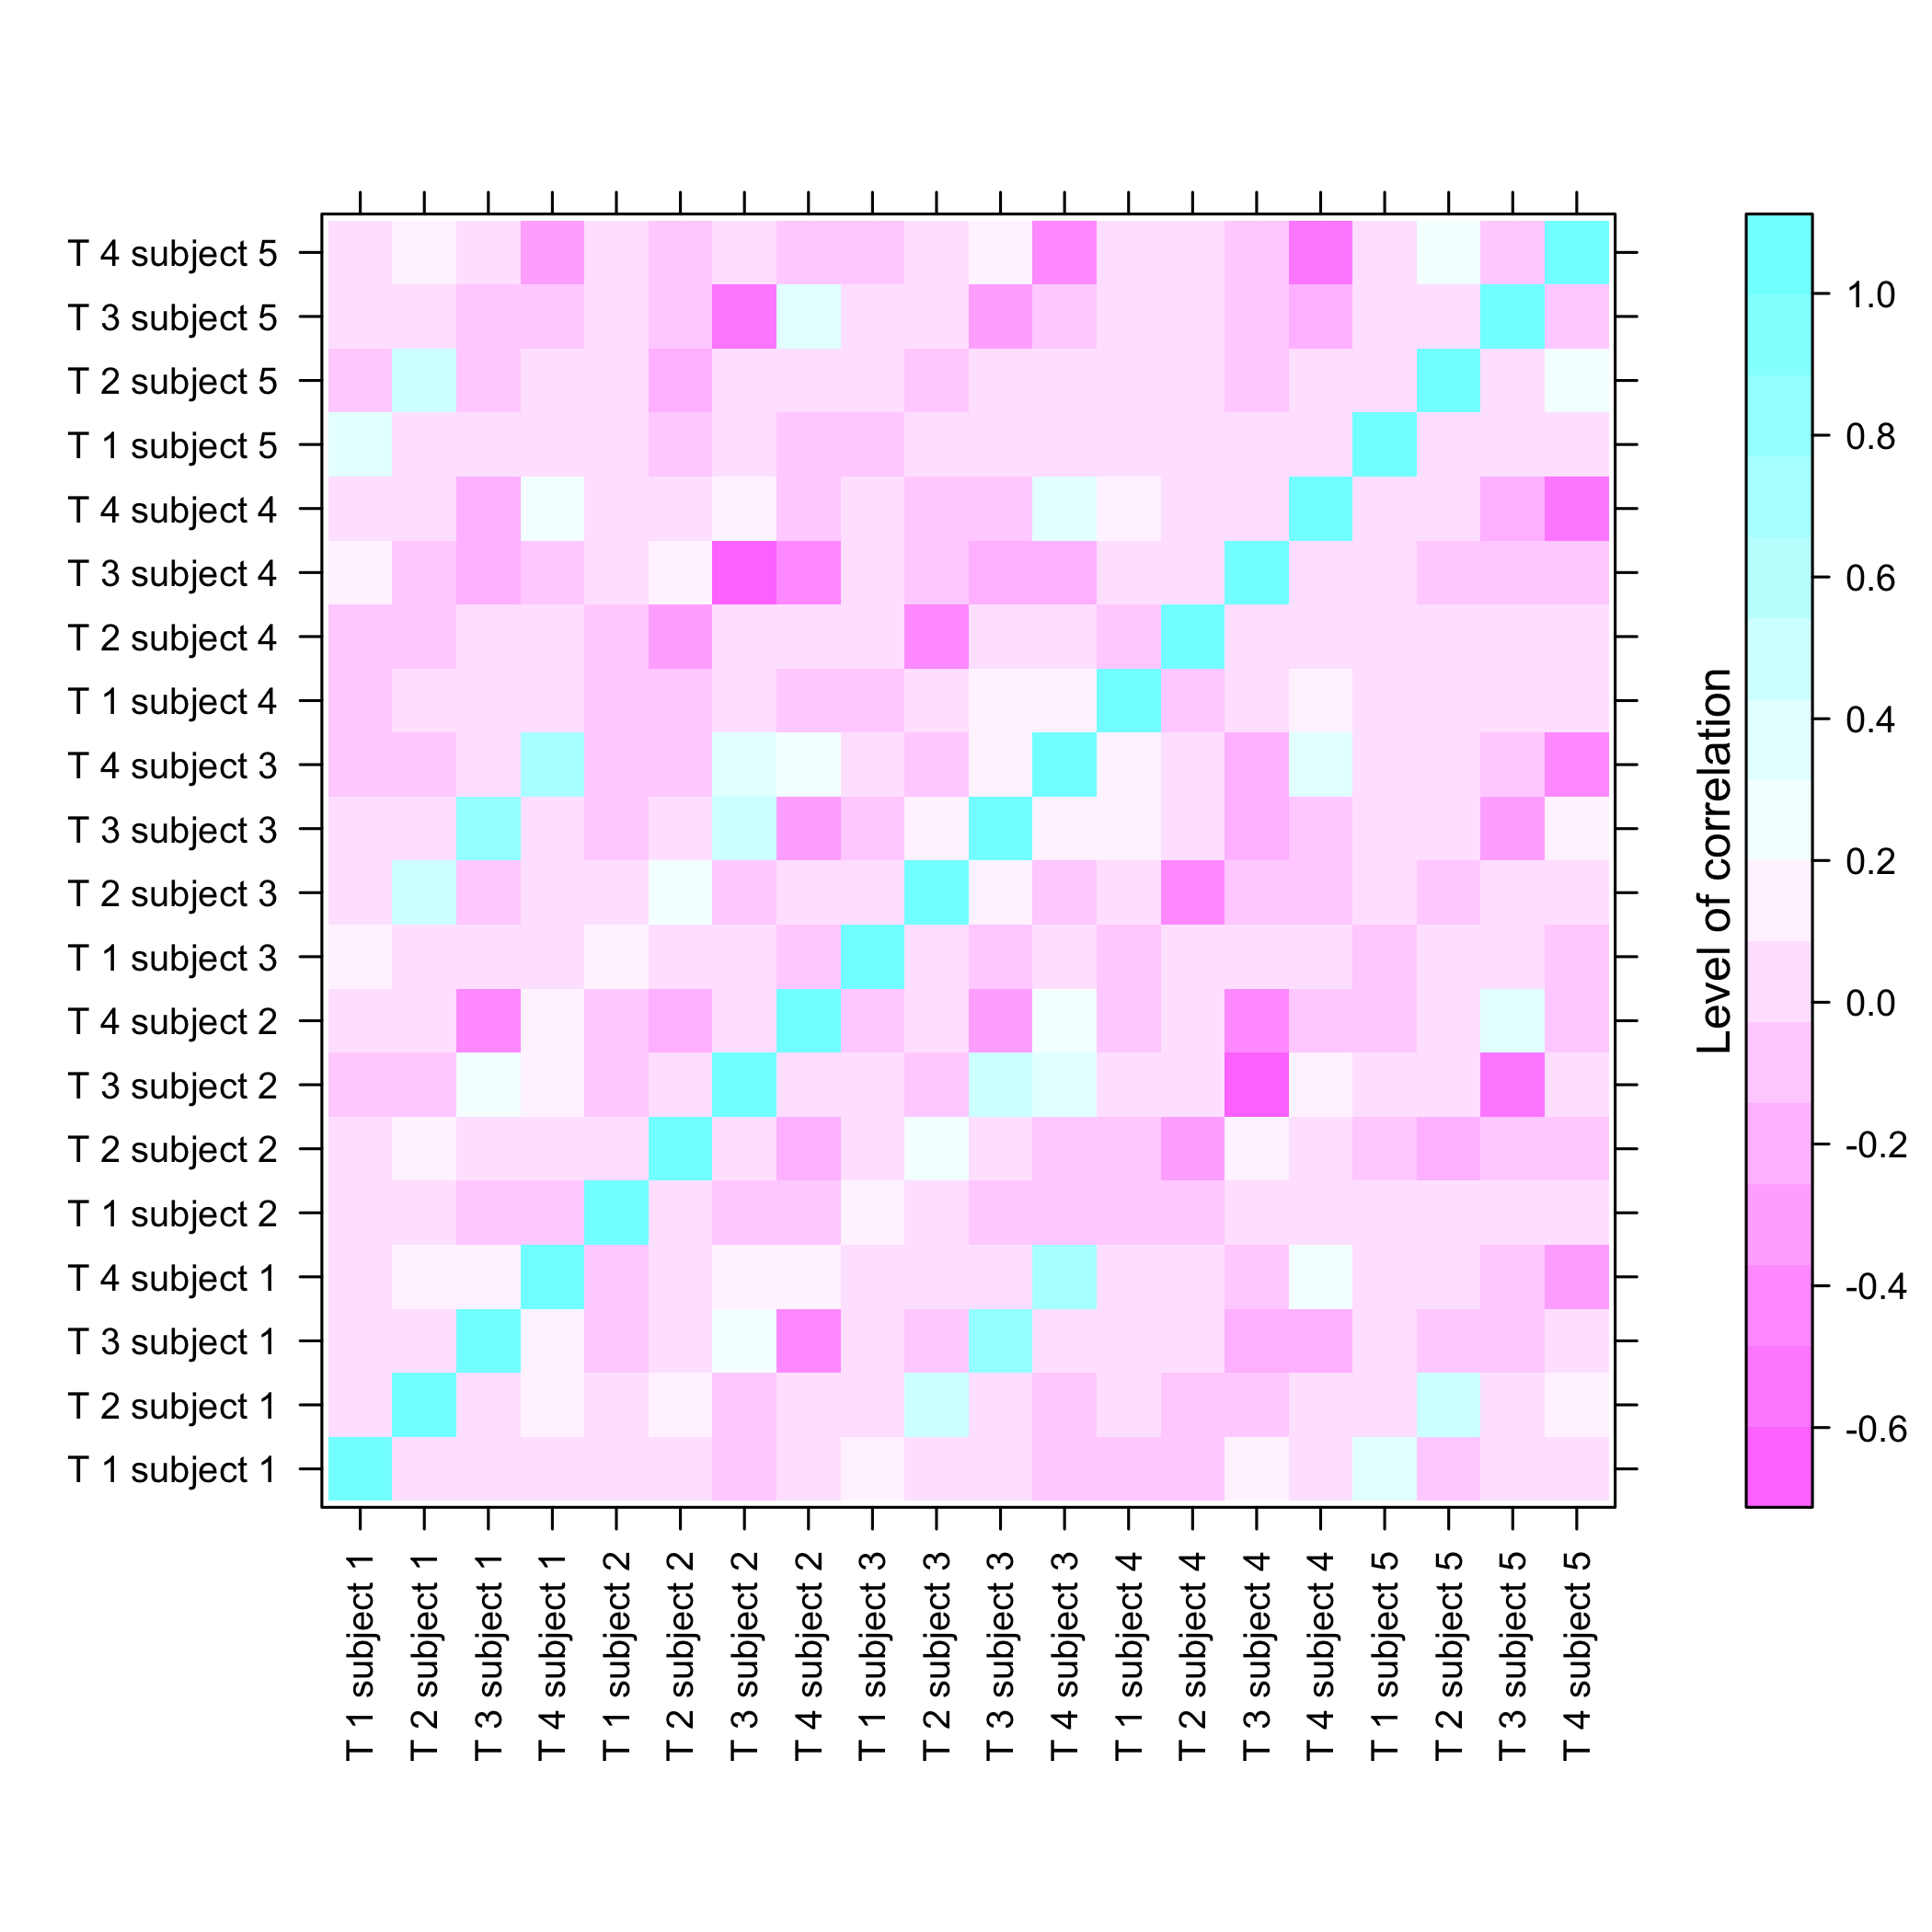 T 4 subject 5
T 3 subject 5
T 2 subject 5
T 1 subject 5
T 4 subject 4
T 3 subject 4
T 2 subject 4
T 1 subject 4
T 4 subject 3
T 3 subject 3
T 2 subject 3
T 1 subject 3
T 4 subject 2
T 3 subject 2
T 2 subject 2
T 1 subject 2
T 4 subject 1
T 3 subject 1
T 2 subject 1
T 1 subject 1
T 1 subject 1
T 2 subject 1
T 3 subject 1
T 4 subject 1
T 1 subject 2
T 2 subject 2
T 3 subject 2
T 4 subject 2
T 1 subject 3
T 2 subject 3
T 3 subject 3
T 4 subject 3
T 1 subject 4
T 2 subject 4
T 3 subject 4
T 4 subject 4
T 1 subject 5
T 2 subject 5
T 3 subject 5
T 4 subject 5
Level of correlation
1.0
0.8
0.6
0.4
0.2
0.0
-0.2
-0.4
-0.6